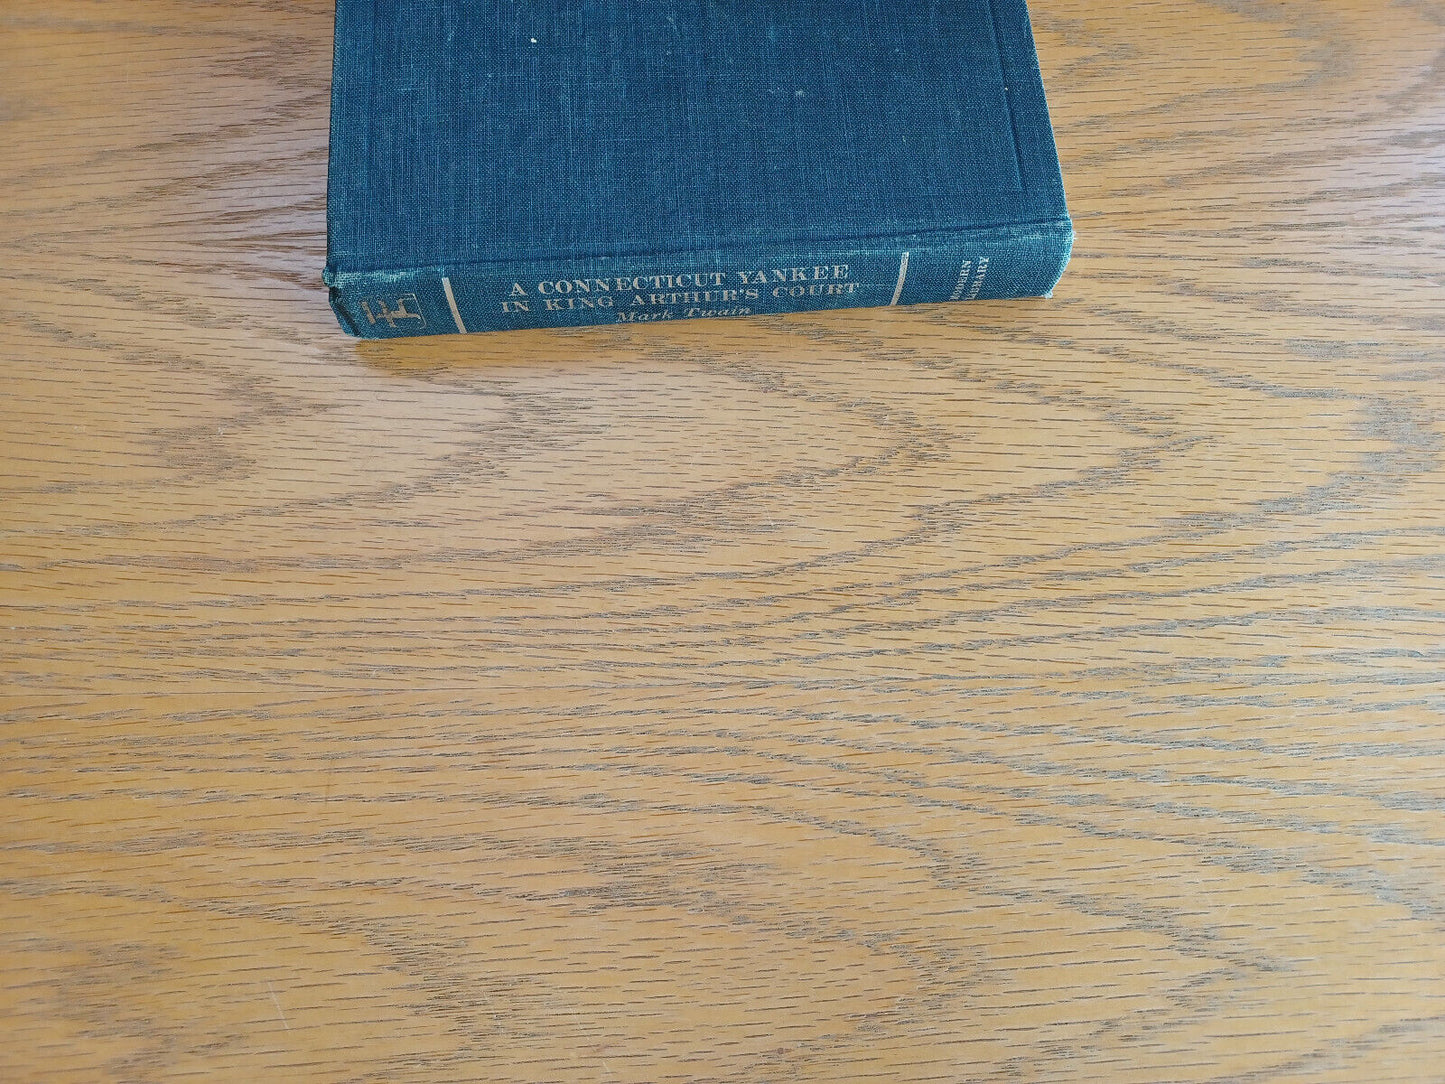 A CONNECTICUT YANKEE
IN KING ARTHUR'S COURT
Mark Twain
MODERN
LIBRARY